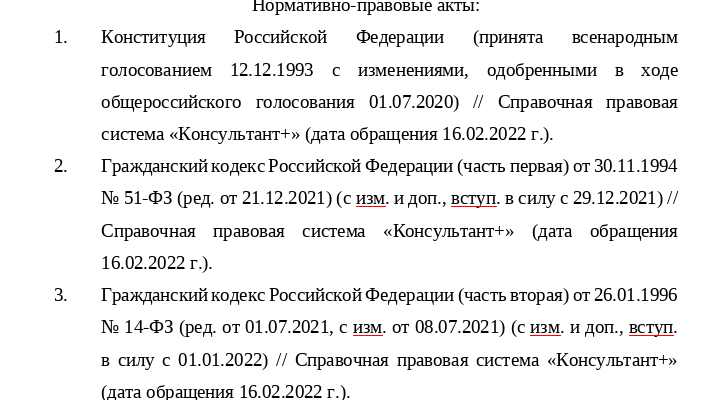 Нормативно-правовые акты:
1. Конституция Российской Федерации (принята всенародным
голосованием 12.12.1993 с изменениями, одобренными в ходе
общероссийского голосования 01.07.2020) // Справочная правовая
система «Консультант+» (дата обращения 16.02.2022 г.).
2. Гражданский кодекс Российской Федерации (часть первая) от 30.11.1994
№ 51-ФЗ (ред. от 21.12.2021) (с изм. и доп., вступ. в силу с 29.12.2021) //
Справочная правовая система «Консультант+» (дата обращения
16.02.2022 г.).
3. Гражданский кодекс Российской Федерации (часть вторая) от 26.01.1996
№ 14-ФЗ (ред. от 01.07.2021, с изм. от 08.07.2021) (с изм. и доп., вступ.
в силу с 01.01.2022) // Справочная правовая система «Консультант+»
(дата обращения 16.02.2022 г.).